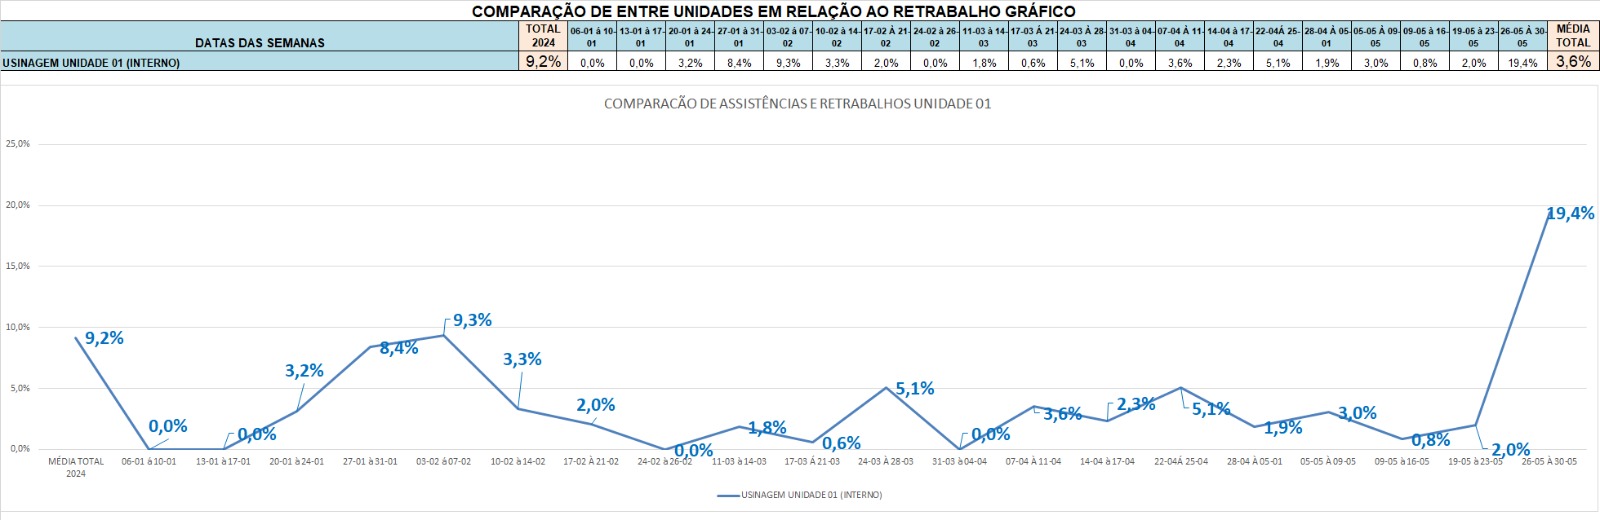 COMPARAÇÃO DE ENTRE UNIDADES EM RELAÇÃO AO RETRABALHO GRÁFICO
DATAS DAS SEMANAS TOTAL 2024 06-01 à 10-01 13-01 à 17-01 20-01 à 24-01 27-01 à 31-01 03-02 à 07-02 10-02 à 14-02 17-02 À 21-02 24-02 à 26-02 11-03 à 14-03 17-03 À 21-03 24-03 À 28-03 31-03 à 04-04 07-04 À 11-04 14-04 à 17-04 22-04À 25-04 28-04 À 05-01 05-05 À 09-05 09-05 à 16-05 19-05 à 23-05 26-05 À 30-05 MÉDIA TOTAL
USINAGEM UNIDADE 01 (INTERNO) 9,2% 0,0% 0,0% 3,2% 8,4% 9,3% 3,3% 2,0% 0,0% 1,8% 0,6% 5,1% 0,0% 3,6% 2,3% 5,1% 1,9% 3,0% 0,8% 2,0% 19,4% 3,6%
COMPARACÃO DE ASSISTÊNCIAS E RETRABALHOS UNIDADE 01
25,0%
20,0%
15,0%
10,0%
5,0%
0,0%
9,2% 0,0% 0,0% 3,2% 8,4% 9,3% 3,3% 2,0% 0,0% 1,8% 0,6% 5,1% 0,0% 3,6% 2,3% 5,1% 1,9% 3,0% 0,8% 2,0% 19,4%
MÉDIA TOTAL 2024 06-01 à 10-01 13-01 à 17-01 20-01 à 24-01 27-01 à 31-01 03-02 à 07-02 10-02 à 14-02 17-02 À 21-02 24-02 à 26-02 11-03 à 14-03 17-03 À 21-03 24-03 À 28-03 31-03 à 04-04 07-04 À 11-04 14-04 à 17-04 22-04À 25-04 28-04 À 05-01 05-05 À 09-05 09-05 à 16-05 19-05 à 23-05 26-05 À 30-05
USINAGEM UNIDADE 01 (INTERNO)